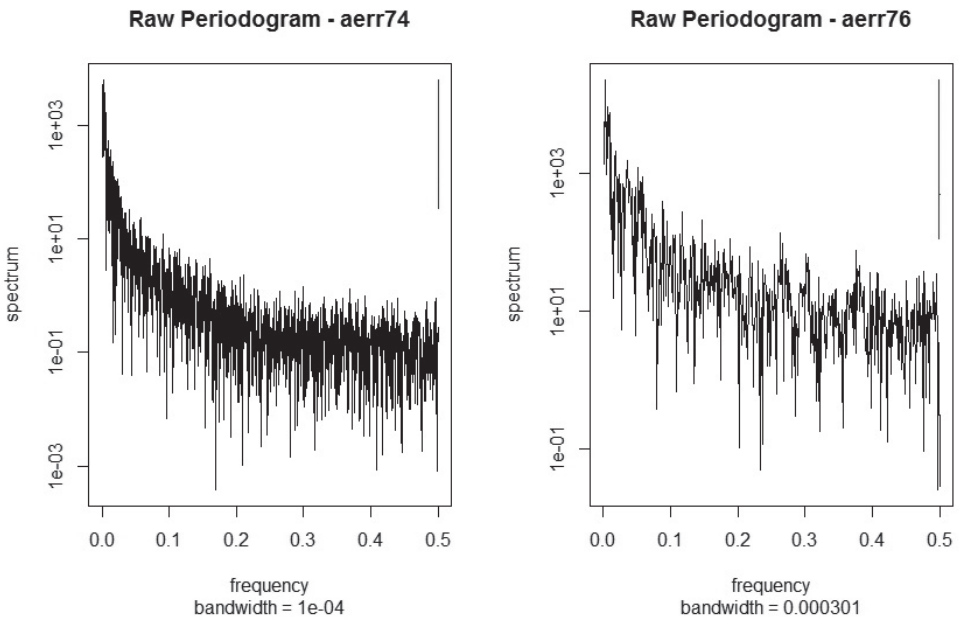 Raw Periodogram - aerr74
spectrum
1e-03
1e-01
1e+01
1e+03
0.0 0.1 0.2 0.3 0.4 0.5
frequency
bandwidth = 1e-04
Raw Periodogram - aerr76
spectrum
1e-01
1e+01
1e+03
0.0 0.1 0.2 0.3 0.4 0.5
frequency
bandwidth = 0.000301